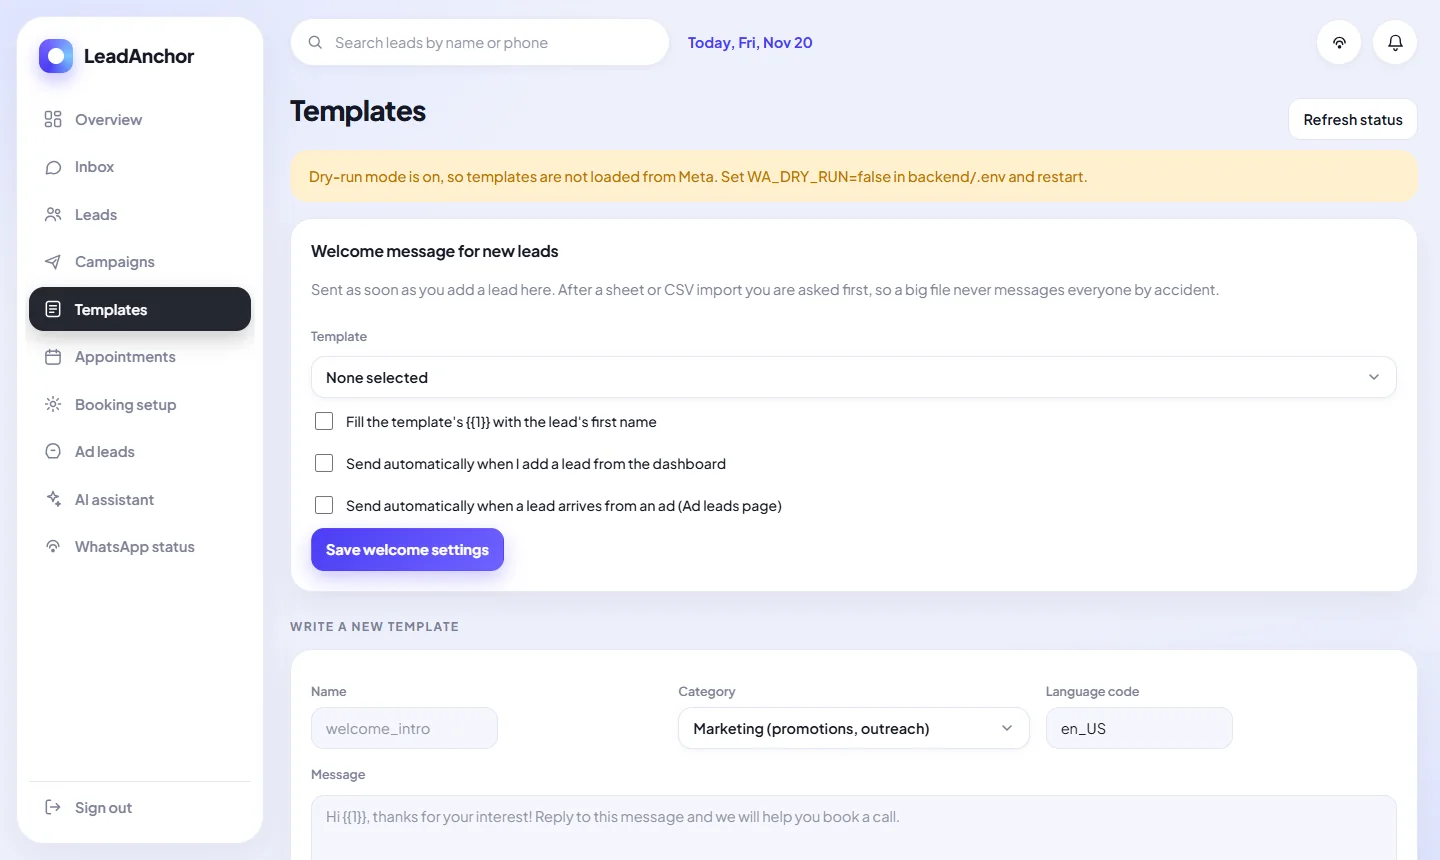 LeadAnchor
Overview
Inbox
Leads
Campaigns
Templates
Appointments
Booking setup
Ad leads
AI assistant
WhatsApp status
Sign out
Search leads by name or phone
Today, Fri, Nov 20
Templates
Refresh status
Dry-run mode is on, so templates are not loaded from Meta. Set WA_DRY_RUN=false in backend/.env and restart.
Welcome message for new leads
Sent as soon as you add a lead here. After a sheet or CSV import you are asked first, so a big file never messages everyone by accident.
Template
None selected
Fill the template's {{1}} with the lead's first name
Send automatically when I add a lead from the dashboard
Send automatically when a lead arrives from an ad (Ad leads page)
Save welcome settings
WRITE A NEW TEMPLATE
Name
welcome_intro
Category
Marketing (promotions, outreach)
Language code
en_US
Message
Hi {{1}}, thanks for your interest! Reply to this message and we will help you book a call.